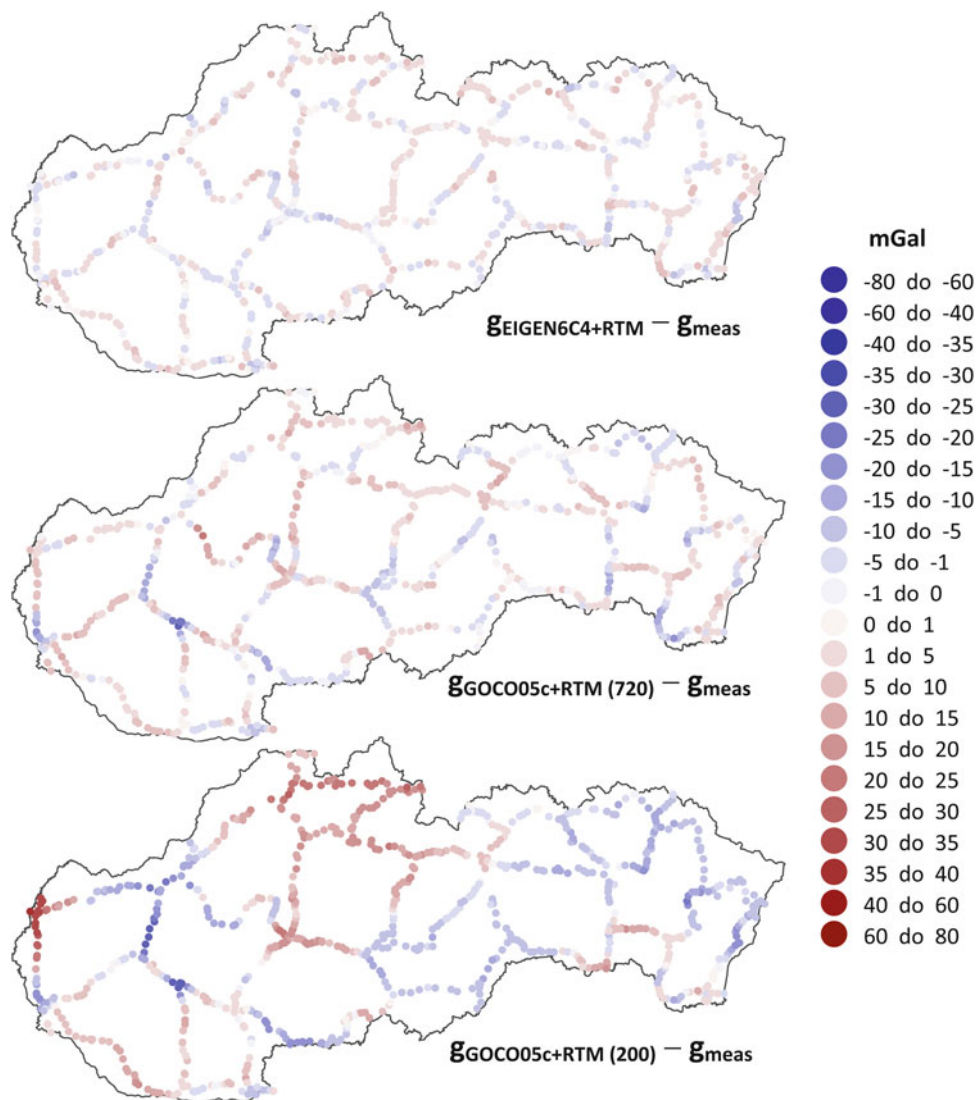 gEIGEN6C4+RTM − gmeas
gGOCO05c+RTM (720) − gmeas
gGOCO05c+RTM (200) − gmeas
mGal
-80 do -60
-60 do -40
-40 do -35
-35 do -30
-30 do -25
-25 do -20
-20 do -15
-15 do -10
-10 do -5
-5 do -1
-1 do 0
0 do 1
1 do 5
5 do 10
10 do 15
15 do 20
20 do 25
25 do 30
30 do 35
35 do 40
40 do 60
60 do 80